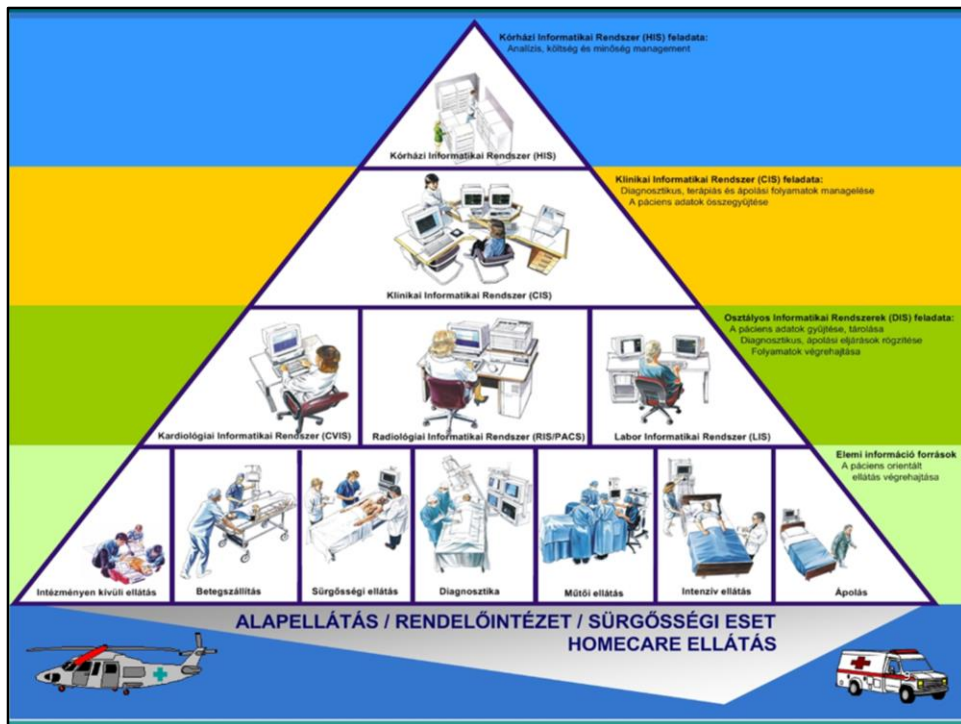 Kórházi Informatikai Rendszer (HIS) feladata:
Analízis, költség és minőség management
Kórházi Informatikai Rendszer (HIS)
Klinikai Informatikai Rendszer (CIS) feladata:
Diagnosztikus, terápiás és ápolási folyamatok managelése
A páciens adatok összegyűjtése
Klinikai Informatikai Rendszer (CIS)
Osztályos Informatikai Rendszerek (DIS) feladata:
A páciens adatok gyűjtése, tárolása
Diagnosztikus, ápolási eljárások rögzítése
Folyamatok végrehajtása
Kardiológiai Informatikai Rendszer (CVIS)
Radiológiai Informatikai Rendszer (RIS/PACS)
Labor Informatikai Rendszer (LIS)
Elemi információ források
A páciens orientált
ellátás végrehajtása
Intézményen kívüli ellátás
Betegszállítás
Sürgősségi ellátás
Diagnosztika
Műtői ellátás
Intenzív ellátás
Ápolás
ALAPELLÁTÁS / RENDELŐINTÉZET / SÜRGŐSSÉGI ESET
HOMECARE ELLÁTÁS